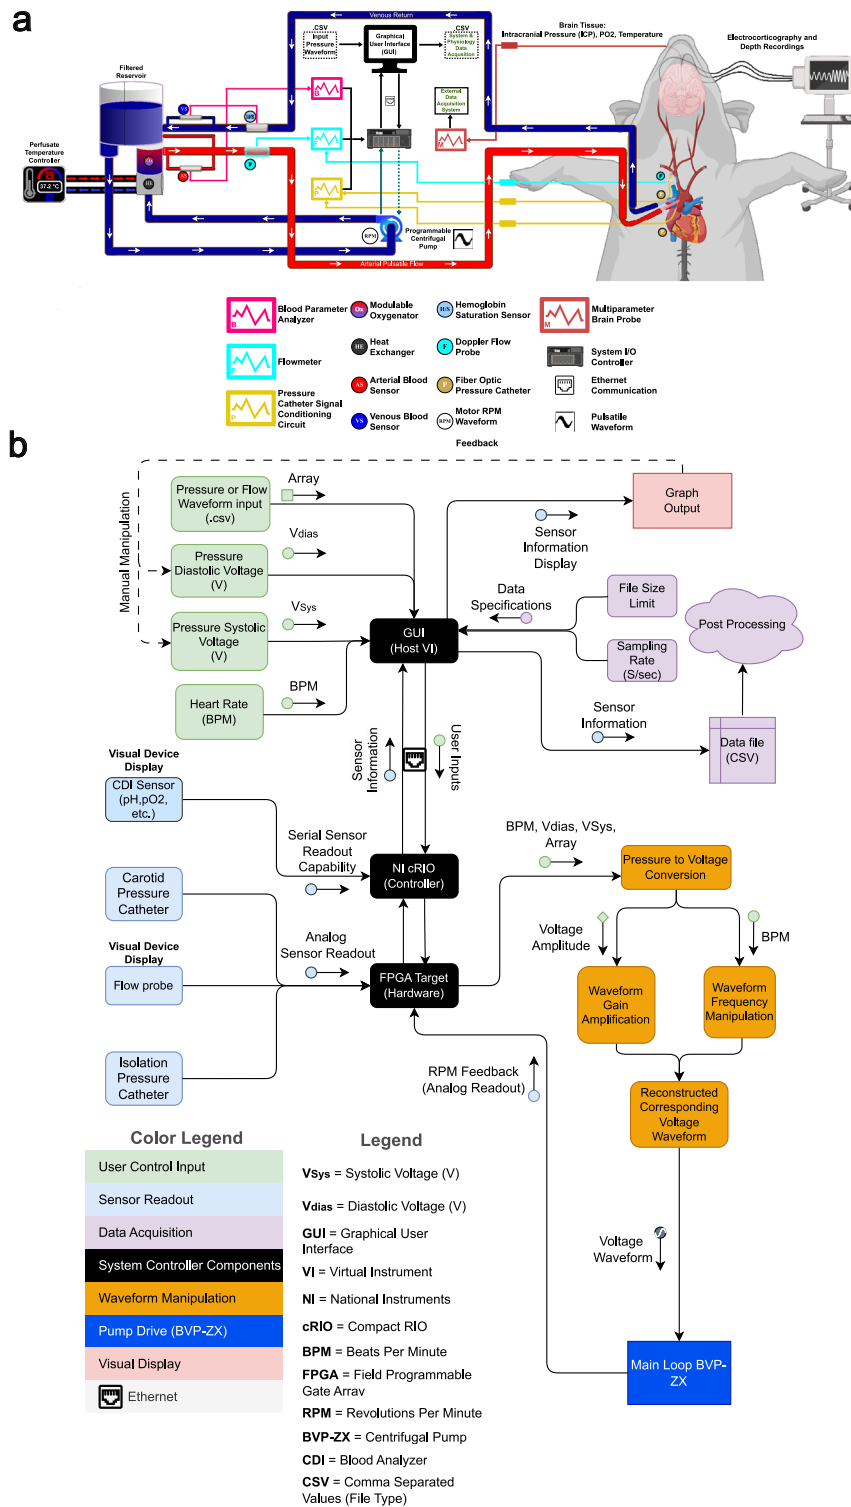 a
Venous Return
.CSV
Input
Pressure
Waveform
Graphical
User Interface
(GUI)
.CSV
System &
Physiology
Data
Acquisition
Brain Tissue:
Intracranial Pressure (ICP), PO2, Temperature
Electrocorticography
and
Depth Recordings
Filtered
Reservoir
VS
H/S
B
External
Data
Acquisition
System
Perfusate
Temperature
Controller
37.2 °C
Ox
HE
AS
F
F
M
P
F
P
P
RPM
Programmable
Centrifugal
Pump
Arterial Pulsatile Flow
B
Blood Parameter
Analyzer
Ox
Modulable
Oxygenator
H/S
Hemoglobin
Saturation Sensor
M
Multiparameter
Brain Probe
F
Flowmeter
HE
Heat
Exchanger
F
Doppler Flow
Probe
System I/O
Controller
P
Pressure
Catheter Signal
Conditioning
Circuit
AS
Arterial Blood
Sensor
P
Fiber Optic
Pressure Catheter
Ethernet
Communication
VS
Venous Blood
Sensor
RPM
Motor RPM
Waveform
Feedback
Pulsatile
Waveform
b
Manual Manipulation
Pressure or Flow
Waveform input
(.csv)
Array
Graph
Output
Sensor
Information
Display
Pressure
Diastolic Voltage
(V)
Vdias
Data
Specifications
File Size
Limit
Post Processing
Pressure Systolic
Voltage
(V)
VSys
GUI
(Host VI)
Sampling
Rate
(S/sec)
Heart Rate
(BPM)
BPM
Sensor
Information
Data file
(CSV)
Sensor
Information
User Inputs
Visual Device
Display
CDI Sensor
(pH,pO2,
etc.)
Serial Sensor
Readout
Capability
NI cRIO
(Controller)
BPM, Vdias, VSys,
Array
Pressure to Voltage
Conversion
Carotid
Pressure
Catheter
Voltage
Amplitude
BPM
Visual Device
Display
Flow probe
Analog
Sensor Readout
FPGA Target
(Hardware)
Waveform
Gain
Amplification
Waveform
Frequency
Manipulation
Isolation
Pressure
Catheter
RPM Feedback
(Analog Readout)
Reconstructed
Corresponding
Voltage
Waveform
Voltage
Waveform
Main Loop BVP-
ZX
Color Legend
User Control Input
Sensor Readout
Data Acquisition
System Controller Components
Waveform Manipulation
Pump Drive (BVP-ZX)
Visual Display
Ethernet
Legend
VSys = Systolic Voltage (V)
Vdias = Diastolic Voltage (V)
GUI = Graphical User
Interface
VI = Virtual Instrument
NI = National Instruments
cRIO = Compact RIO
BPM = Beats Per Minute
FPGA = Field Programmable
Gate Array
RPM = Revolutions Per Minute
BVP-ZX = Centrifugal Pump
CDI = Blood Analyzer
CSV = Comma Separated
Values (File Type)